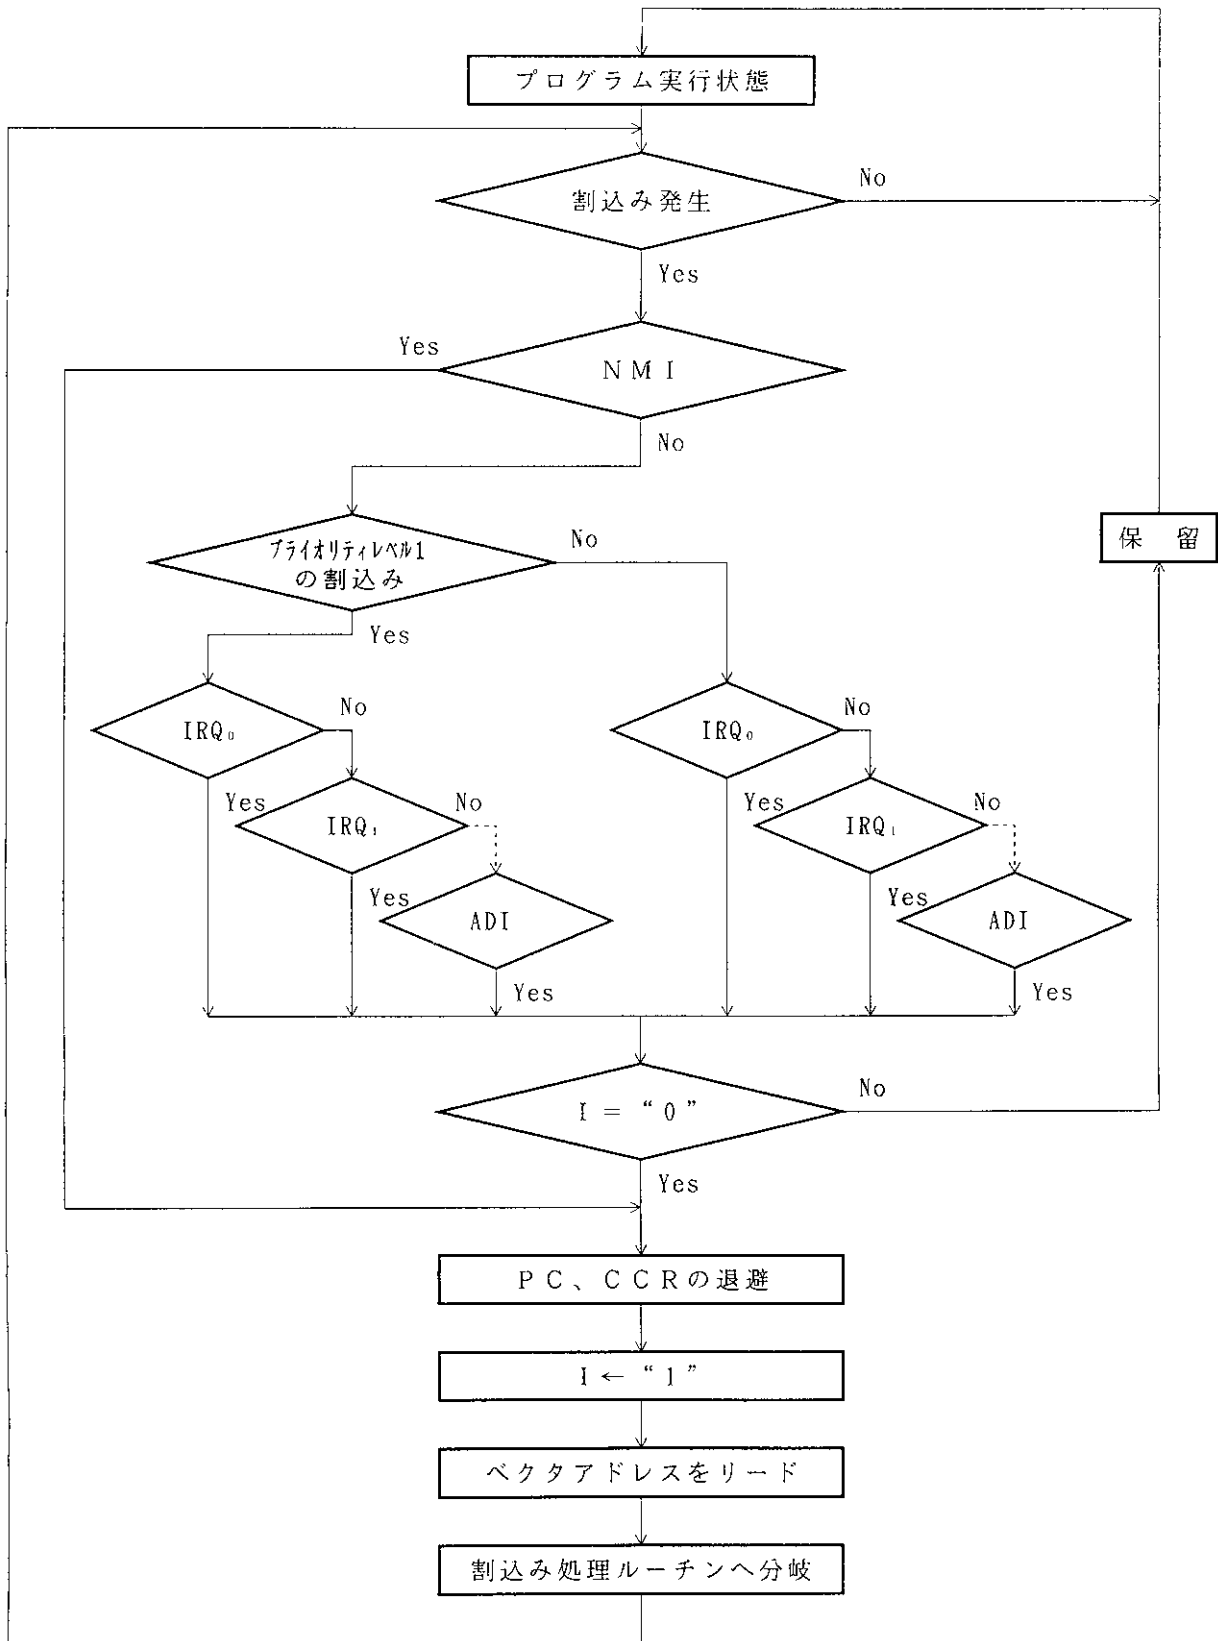 プログラム実行状態
割込み発生
No
Yes
Yes
NMI
No
プライオリティレベル1
の割込み
No
保 留
Yes
IRQ₀
No
IRQ₀
No
Yes
IRQ₁
No
Yes
IRQ₁
No
Yes
ADI
Yes
ADI
Yes
Yes
I = “0”
No
Yes
PC、CCRの退避
I ← “1”
ベクタアドレスをリード
割込み処理ルーチンへ分岐